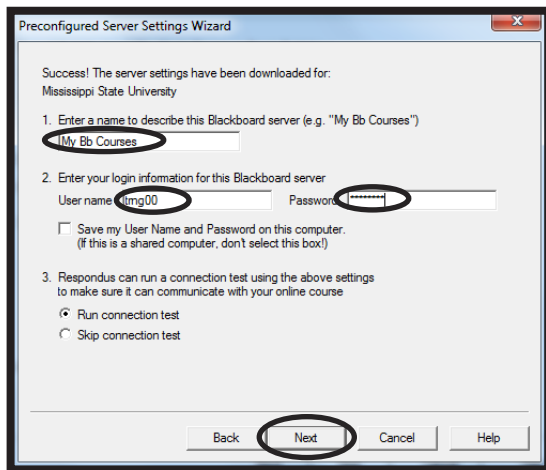 Preconfigured Server Settings Wizard
Success! The server settings have been downloaded for:
Mississippi State University
1. Enter a name to describe this Blackboard server (e.g. "My Bb Courses")
My Bb Courses
2. Enter your login information for this Blackboard server
User name ltmg00 Password ********
Save my User Name and Password on this computer.
(If this is a shared computer, don't select this box!)
3. Respondus can run a connection test using the above settings
to make sure it can communicate with your online course
Run connection test
Skip connection test
Back Next Cancel Help